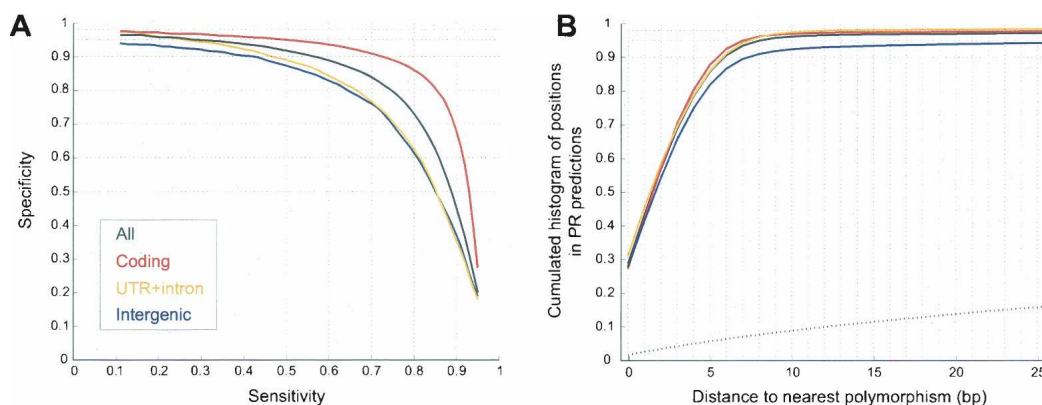 A
Specificity
1
0.9
0.8
0.7
0.6
0.5
0.4
0.3
0.2
0.1
0
All
Coding
UTR+intron
Intergenic
0 0.1 0.2 0.3 0.4 0.5 0.6 0.7 0.8 0.9 1
Sensitivity
B
Cumulated histogram of positions
in PR predictions
1
0.9
0.8
0.7
0.6
0.5
0.4
0.3
0.2
0.1
0
0 5 10 15 20 25
Distance to nearest polymorphism (bp)